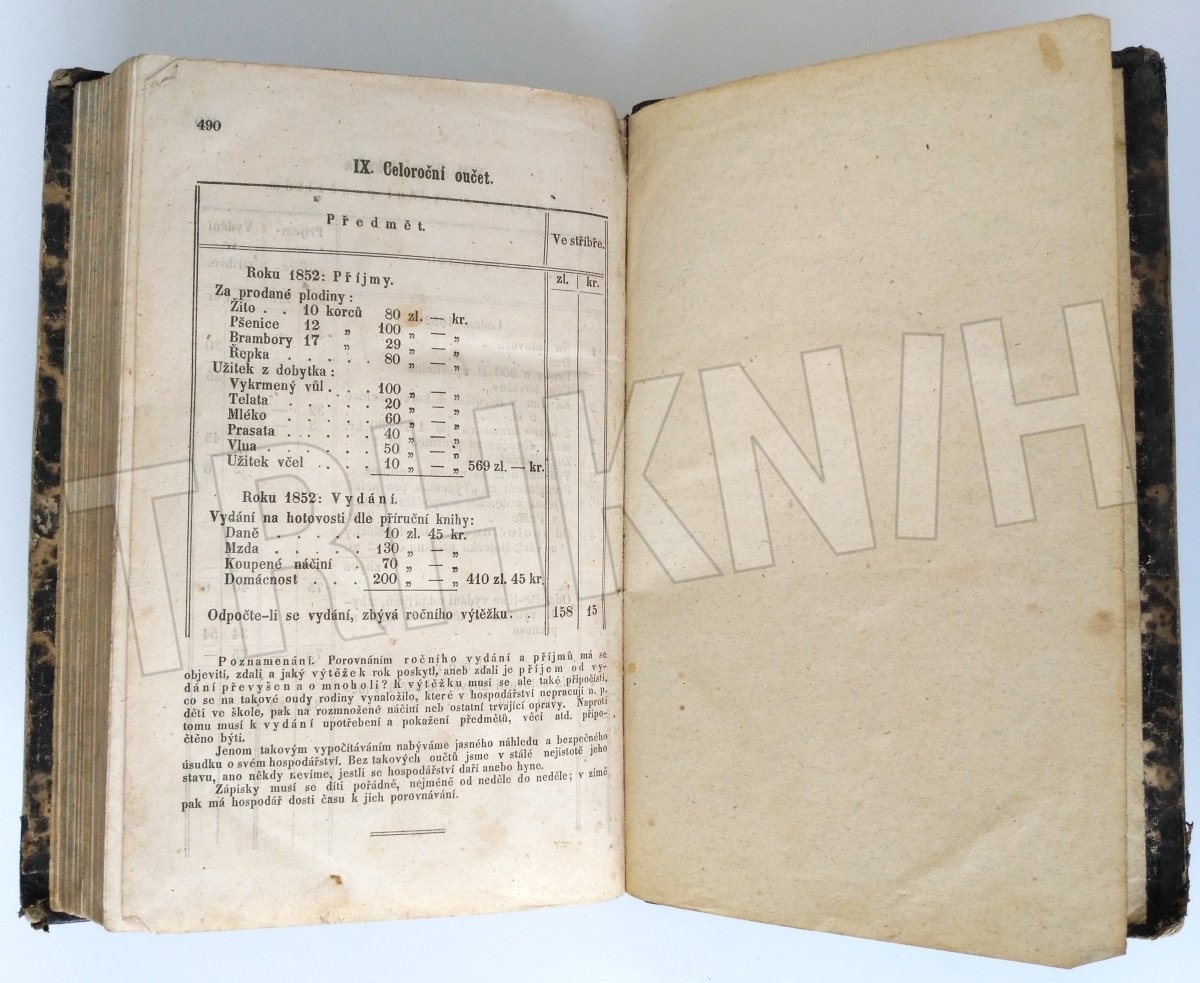 490
IX. Celoroční oučet.
Předmět.
Ve stříbře.
zl. kr.
Roku 1852: Příjmy.
Za prodané plodiny:
Žito . . 10 korců 80 zl. — kr.
Pšenice 12 „ 100 „ — „
Brambory 17 „ 29 „ — „
Řepka . . . . . 80 „ — „
Užitek z dobytka:
Vykrmený vůl . . . 100 „ — „
Telata . . . . . . 20 „ — „
Mléko . . . . . . 60 „ — „
Prasata . . . . . 40 „ — „
Vlna . . . . . . 50 „ — „
Užitek včel . . . . 10 „ — „ 569 zl. — kr.
Roku 1852: Vydání.
Vydání na hotovosti dle příruční knihy:
Daně . . . . . 10 zl. 45 kr.
Mzda . . . . . 130 „ — „
Koupené náčiní . 70 „ — „
Domácnost . . . 200 „ — „ 410 zl. 45 kr.
Odpočte-li se vydání, zbývá ročního výtěžku. . 158 15
Poznamenání. Porovnáním ročního vydání a příjmů má se
objeviti, zdali a jaký výtěžek rok poskytl, aneb zdali je příjem od vy-
dání převyšen a o mnoholi? K výtěžku musí se ale také připočísti,
co se na takové oudy rodiny vynaložilo, které v hospodářství nepracují n. p.
děti ve škole, pak na rozmnožené náčiní neb ostatní trvající opravy. Naproti
tomu musí k vydání upotřebení a pokažení předmětů, věcí atd. připo-
čteno býti.
Jenom takovým vypočítáváním nabýváme jasného náhledu a bezpečného
úsudku o svém hospodářství. Bez takových oučtů jsme v stálé nejistotě jeho
stavu, ano někdy nevíme, jestli se hospodářství daří anebo hyne.
Zápisky musí se díti pořádně, nejméně od neděle do neděle; v zimě
pak má hospodář dosti času k jich porovnávání.
TRHKNIH